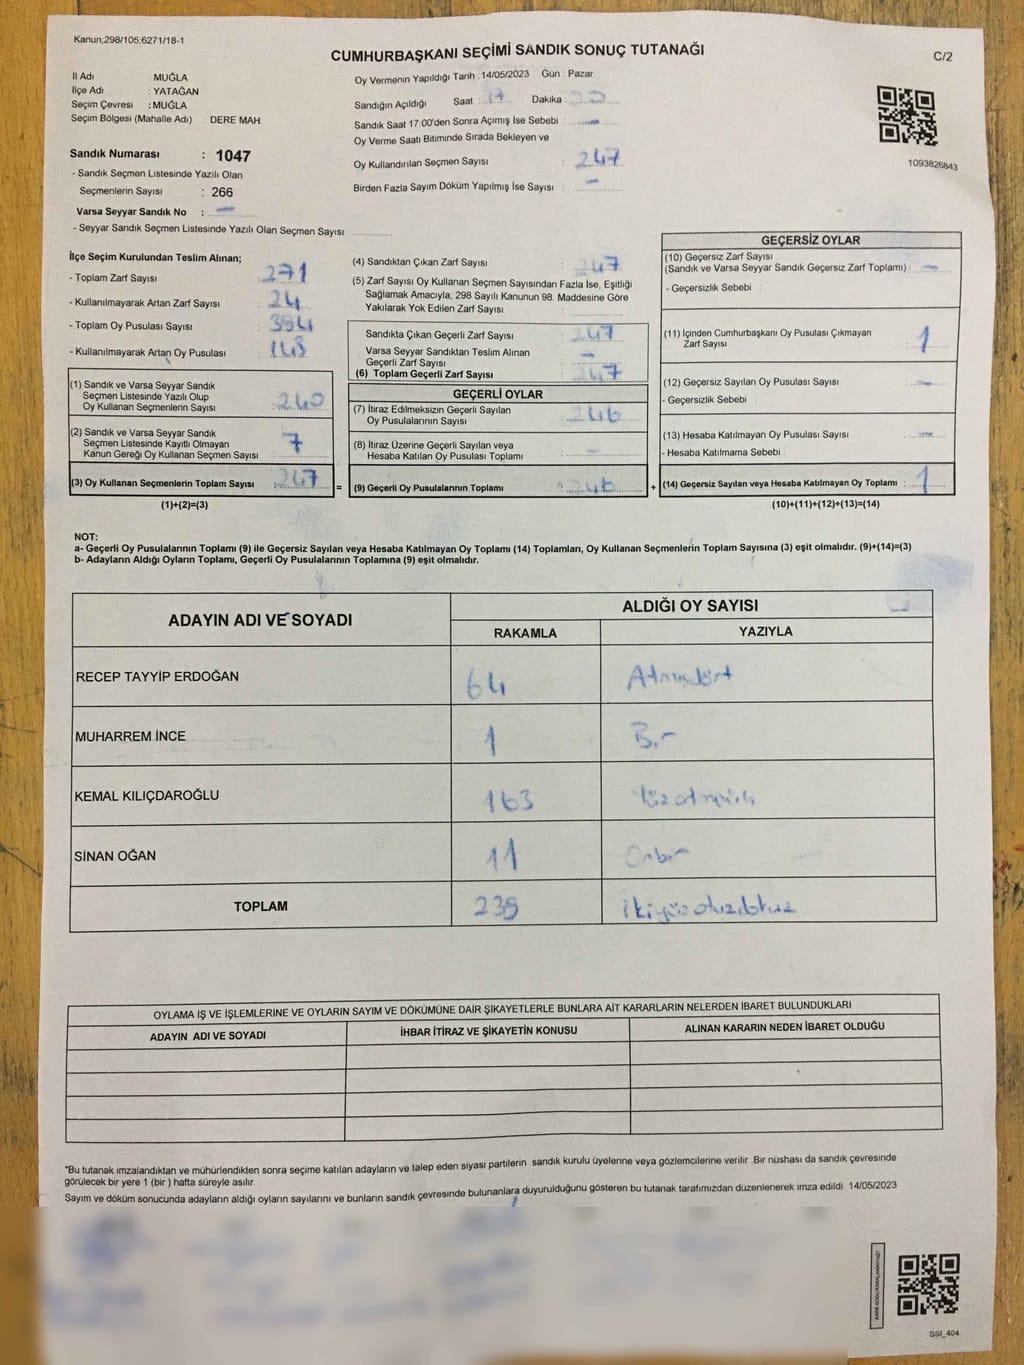 Kanun;298/105;6271/18-1
CUMHURBAŞKANI SEÇİMİ SANDIK SONUÇ TUTANAĞI
C/2
İl Adı : MUĞLA
İlçe Adı : YATAĞAN
Seçim Çevresi : MUĞLA
Seçim Bölgesi (Mahalle Adı) : DERE MAH.
Sandık Numarası : 1047
- Sandık Seçmen Listesinde Yazılı Olan
Seçmenlerin Sayısı : 266
Varsa Seyyar Sandık No : —
- Seyyar Sandık Seçmen Listesinde Yazılı Olan Seçmen Sayısı:
Oy Vermenin Yapıldığı Tarih :14/05/2023 Gün : Pazar
Sandığın Açıldığı Saat : 17 Dakika :
Sandık Saat 17:00'den Sonra Açımış İse Sebebi : —
Oy Verme Saati Bitiminde Sırada Bekleyen ve
Oy Kullandırılan Seçmen Sayısı : 247
Birden Fazla Sayım Döküm Yapılmış İse Sayısı : —
1093826843
İlçe Seçim Kurulundan Teslim Alınan;
- Toplam Zarf Sayısı : 271
- Kullanılmayarak Artan Zarf Sayısı : 24
- Toplam Oy Pusulası Sayısı :
- Kullanılmayarak Artan Oy Pusulası : 143
(1) Sandık ve Varsa Seyyar Sandık
Seçmen Listesinde Yazılı Olup
Oy Kullanan Seçmenlerin Sayısı : 240
(2) Sandık ve Varsa Seyyar Sandık
Seçmen Listesinde Kayıtlı Olmayan
Kanun Gereği Oy Kullanan Seçmen Sayısı : 7
(3) Oy Kullanan Seçmenlerin Toplam Sayısı : 247
(1)+(2)=(3)
(4) Sandıktan Çıkan Zarf Sayısı : 247
(5) Zarf Sayısı Oy Kullanan Seçmen Sayısından Fazla İse, Eşitliği
Sağlamak Amacıyla, 298 Sayılı Kanunun 98. Maddesine Göre
Yakılarak Yok Edilen Zarf Sayısı :
Sandıkta Çıkan Geçerli Zarf Sayısı : 247
Varsa Seyyar Sandıktan Teslim Alınan
Geçerli Zarf Sayısı : —
(6) Toplam Geçerli Zarf Sayısı : 247
GEÇERLİ OYLAR
(7) İtiraz Edilmeksizin Geçerli Sayılan
Oy Pusulalarının Sayısı : 246
(8) İtiraz Üzerine Geçerli Sayılan veya
Hesaba Katılan Oy Pusulası Toplamı : —
= (9) Geçerli Oy Pusulalarının Toplamı : 246
GEÇERSİZ OYLAR
(10) Geçersiz Zarf Sayısı
(Sandık ve Varsa Seyyar Sandık Geçersiz Zarf Toplamı) : —
- Geçersizlik Sebebi :
(11) İçinden Cumhurbaşkanı Oy Pusulası Çıkmayan
Zarf Sayısı : 1
(12) Geçersiz Sayılan Oy Pusulası Sayısı : —
- Geçersizlik Sebebi :
(13) Hesaba Katılmayan Oy Pusulası Sayısı : —
- Hesaba Katılmama Sebebi :
+ (14) Geçersiz Sayılan veya Hesaba Katılmayan Oy Toplamı : 1
(10)+(11)+(12)+(13)=(14)
NOT:
a- Geçerli Oy Pusulalarının Toplamı (9) ile Geçersiz Sayılan veya Hesaba Katılmayan Oy Toplamı (14) Toplamları, Oy Kullanan Seçmenlerin Toplam Sayısına (3) eşit olmalıdır. (9)+(14)=(3)
b- Adayların Aldığı Oyların Toplamı, Geçerli Oy Pusulalarının Toplamına (9) eşit olmalıdır.
ADAYIN ADI VE SOYADI
ALDIĞI OY SAYISI
RAKAMLA YAZIYLA
RECEP TAYYİP ERDOĞAN 64 Atmışdört
MUHARREM İNCE 1 Bir
KEMAL KILIÇDAROĞLU 163
SİNAN OĞAN 11 Onbir
TOPLAM 239 ikiyüzotuzdokuz
OYLAMA İŞ VE İŞLEMLERİNE VE OYLARIN SAYIM VE DÖKÜMÜNE DAİR ŞİKAYETLERLE BUNLARA AİT KARARLARIN NELERDEN İBARET BULUNDUKLARI
ADAYIN ADI VE SOYADI İHBAR İTİRAZ VE ŞİKAYETİN KONUSU ALINAN KARARIN NEDEN İBARET OLDUĞU
*Bu tutanak imzalandıktan ve mühürlendikten sonra seçime katılan adayların ve talep eden siyasi partilerin sandık kurulu üyelerine veya gözlemcilerine verilir .Bir nüshası da sandık çevresinde
görülecek bir yere 1 (bir ) hafta süreyle asılır.
Sayım ve döküm sonucunda adayların aldığı oyların sayılarını ve bunların sandık çevresinde bulunanlara duyurulduğunu gösteren bu tutanak tarafımızdan düzenlenerek imza edildi. 14/05/2023
SSI_404